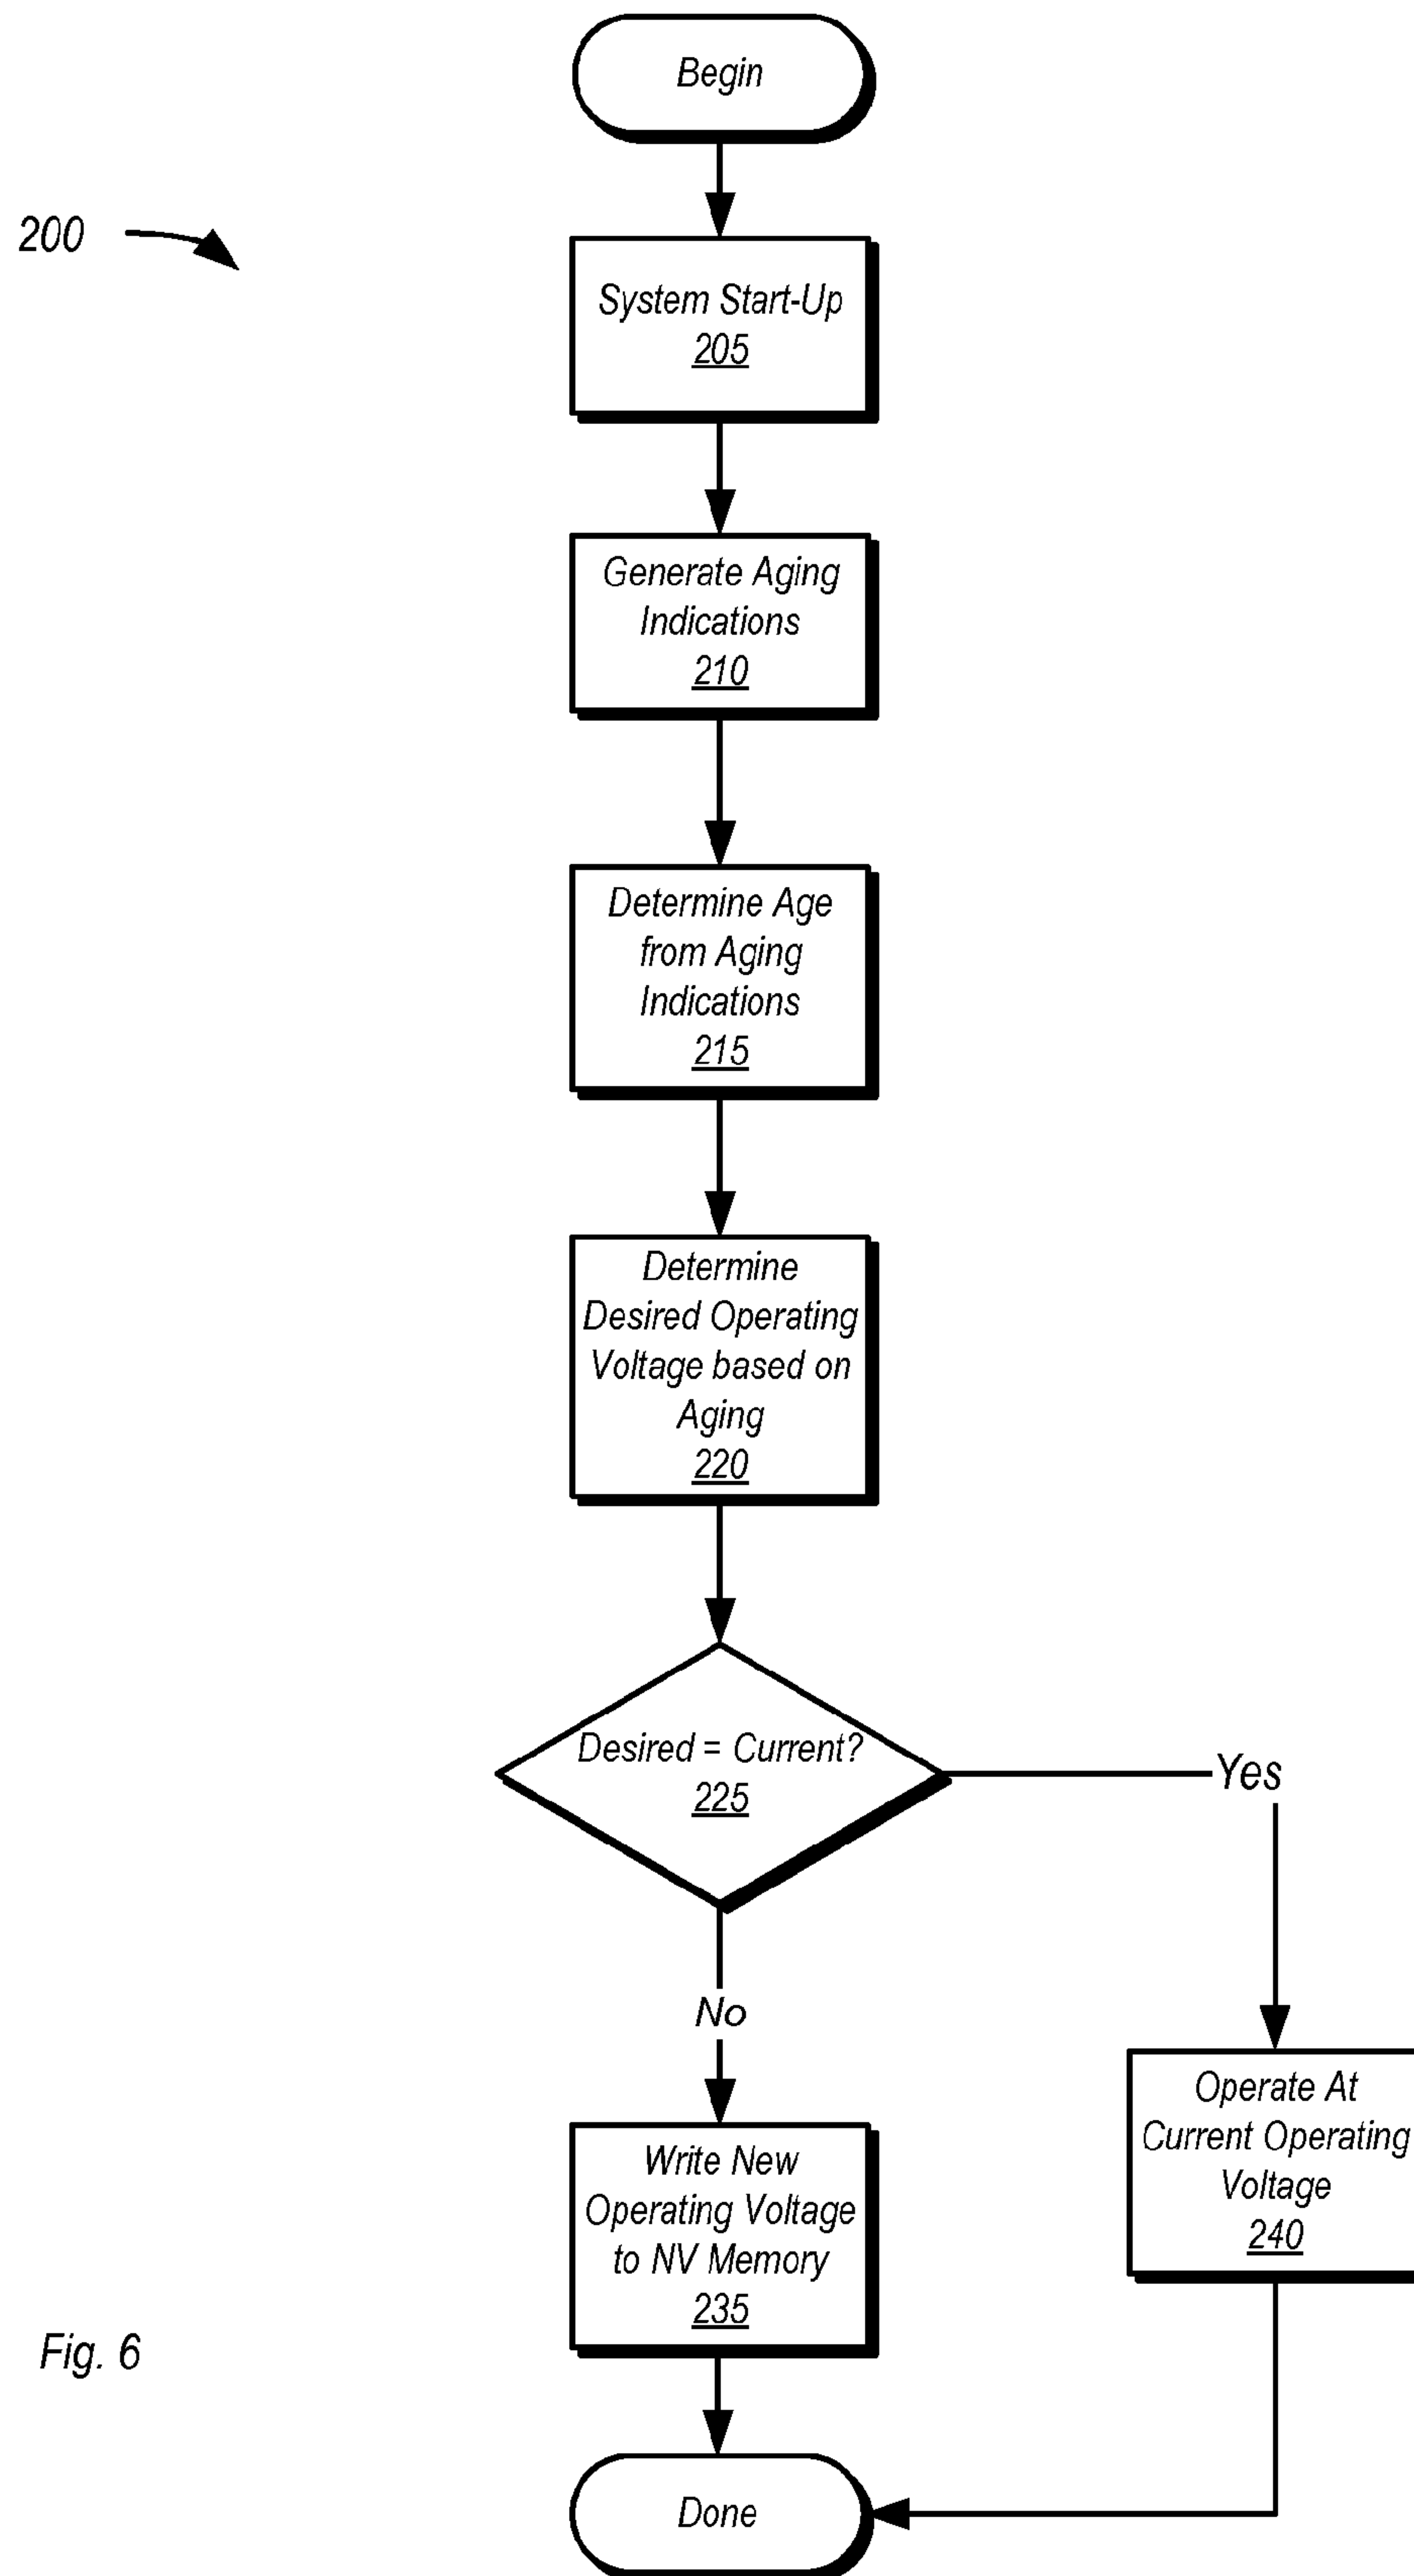 Begin
200
System Start-Up
205
Generate Aging
Indications
210
Determine Age
from Aging
Indications
215
Determine
Desired Operating
Voltage based on
Aging
220
Desired = Current?
225
Yes
No
Operate At
Current Operating
Voltage
240
Write New
Operating Voltage
to NV Memory
235
Fig. 6
Done